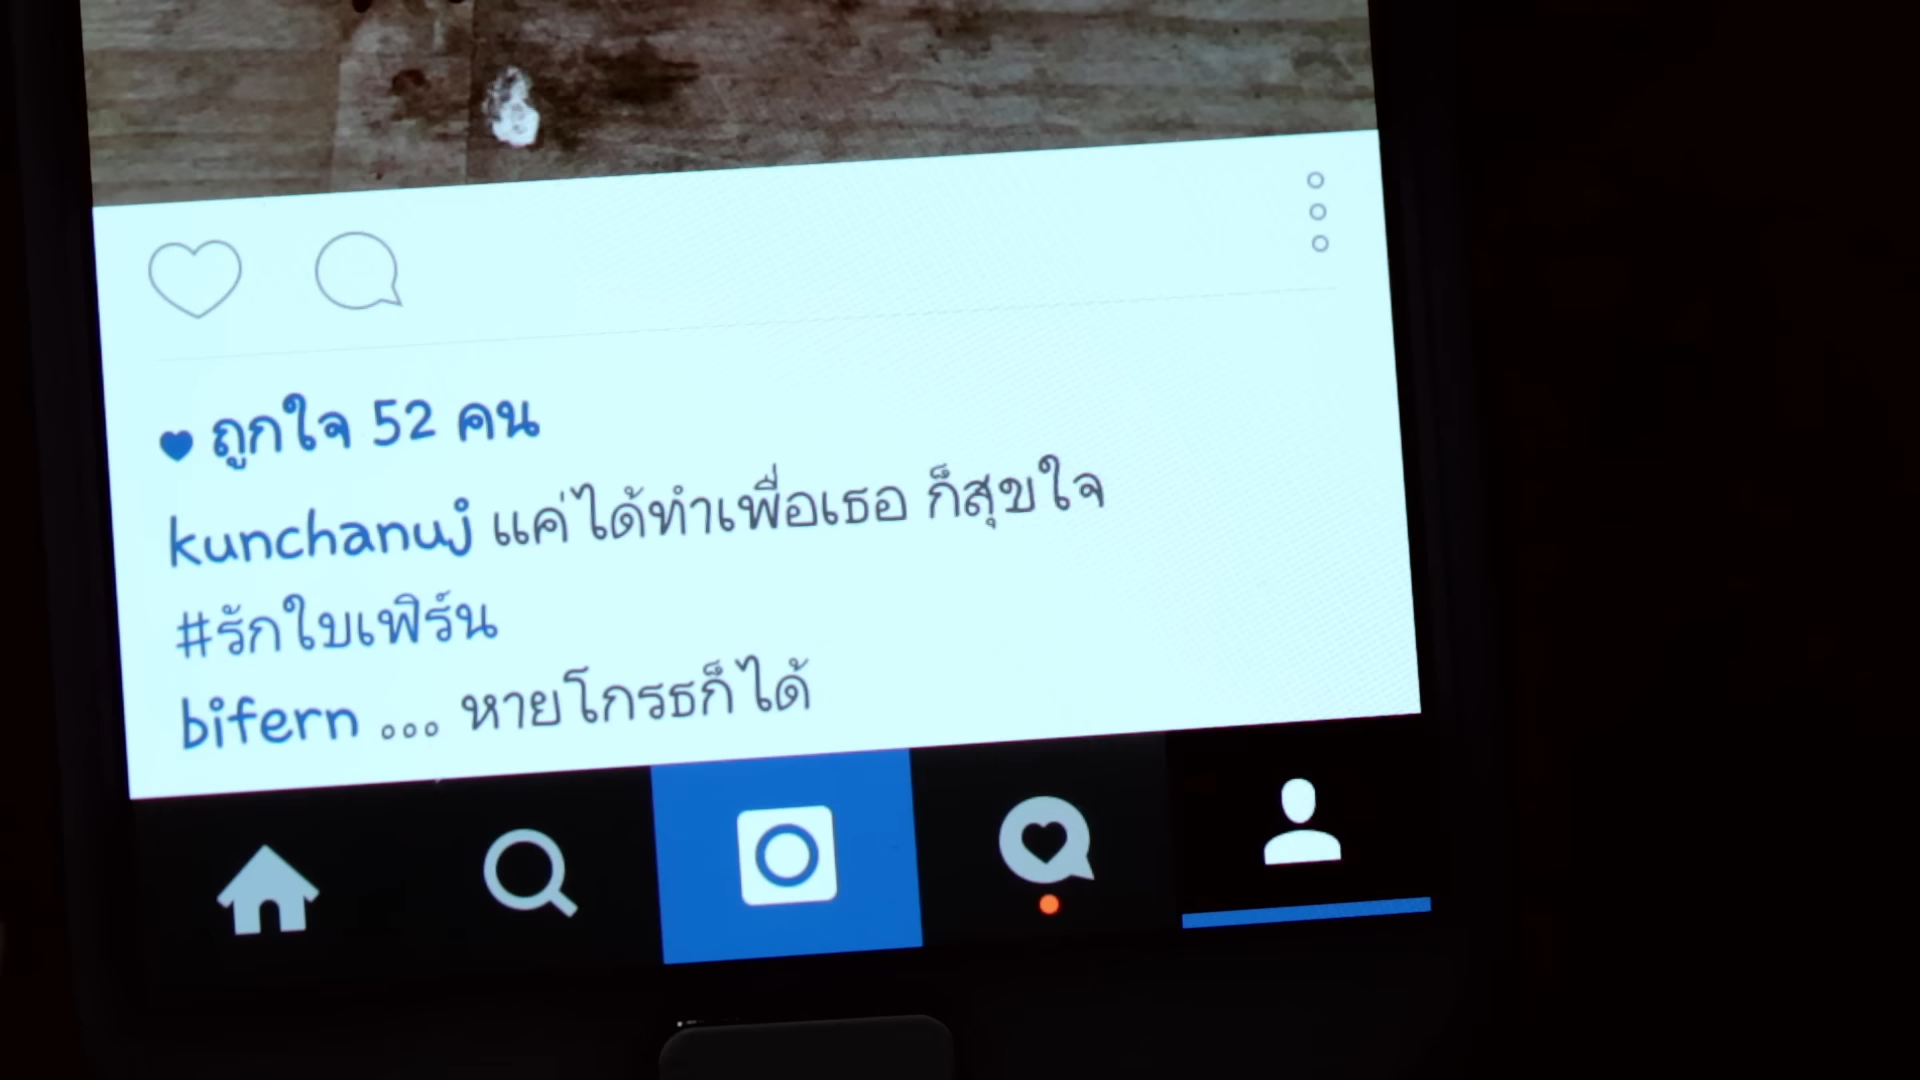 ถูกใจ 52 คน
kunchanuj แค่ได้ทำเพื่อเธอ ก็สุขใจ
#รักใบเฟิร์น
bifern ... หายโกรธก็ได้